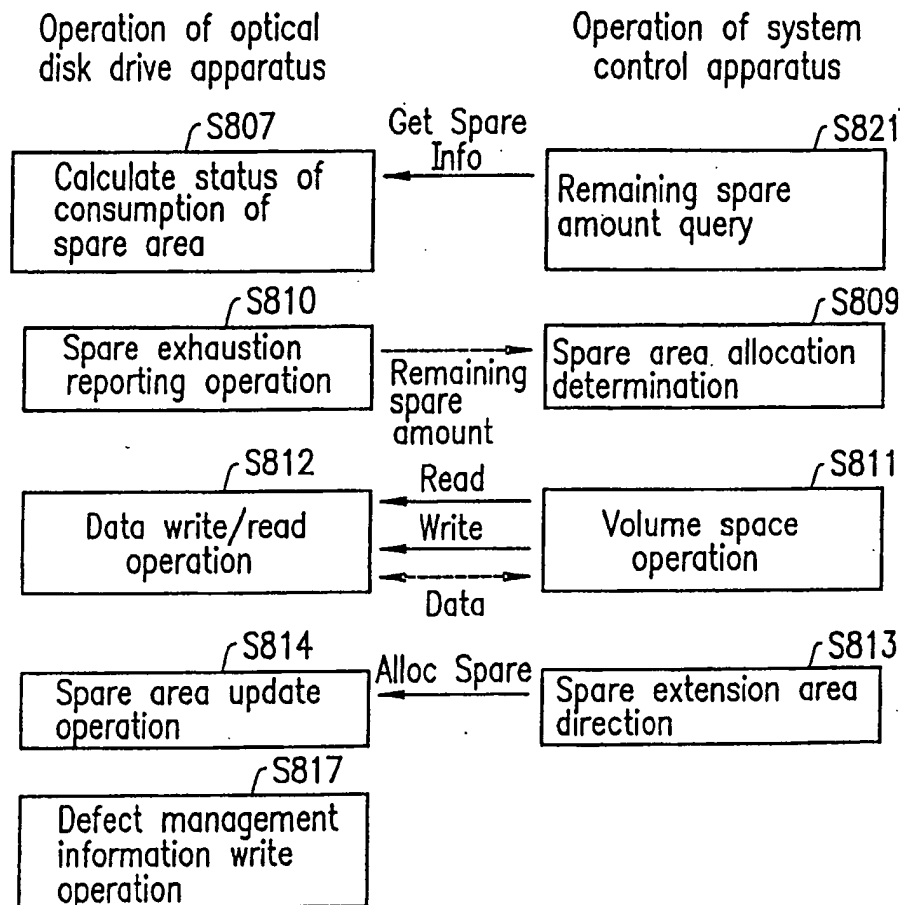 Operation of optical
disk drive apparatus
Operation of system
control apparatus
S807
Calculate status of
consumption of
spare area
Get Spare
Info
S821
Remaining spare
amount query
S810
Spare exhaustion
reporting operation
Remaining
spare
amount
S809
Spare area allocation
determination
S812
Data write/read
operation
Read
Write
Data
S811
Volume space
operation
S814
Spare area update
operation
Alloc Spare
S813
Spare extension area
direction
S817
Defect management
information write
operation